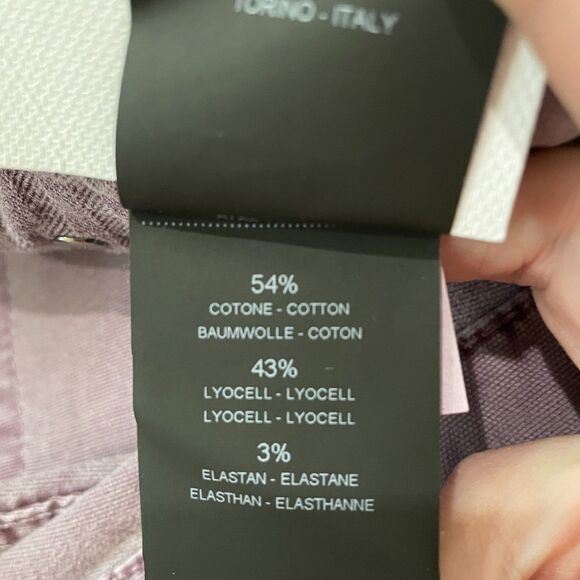 TORINO - ITALY
54%
COTONE - COTTON
BAUMWOLLE - COTON
43%
LYOCELL - LYOCELL
LYOCELL - LYOCELL
3%
ELASTAN - ELASTANE
ELASTHAN - ELASTHANNE